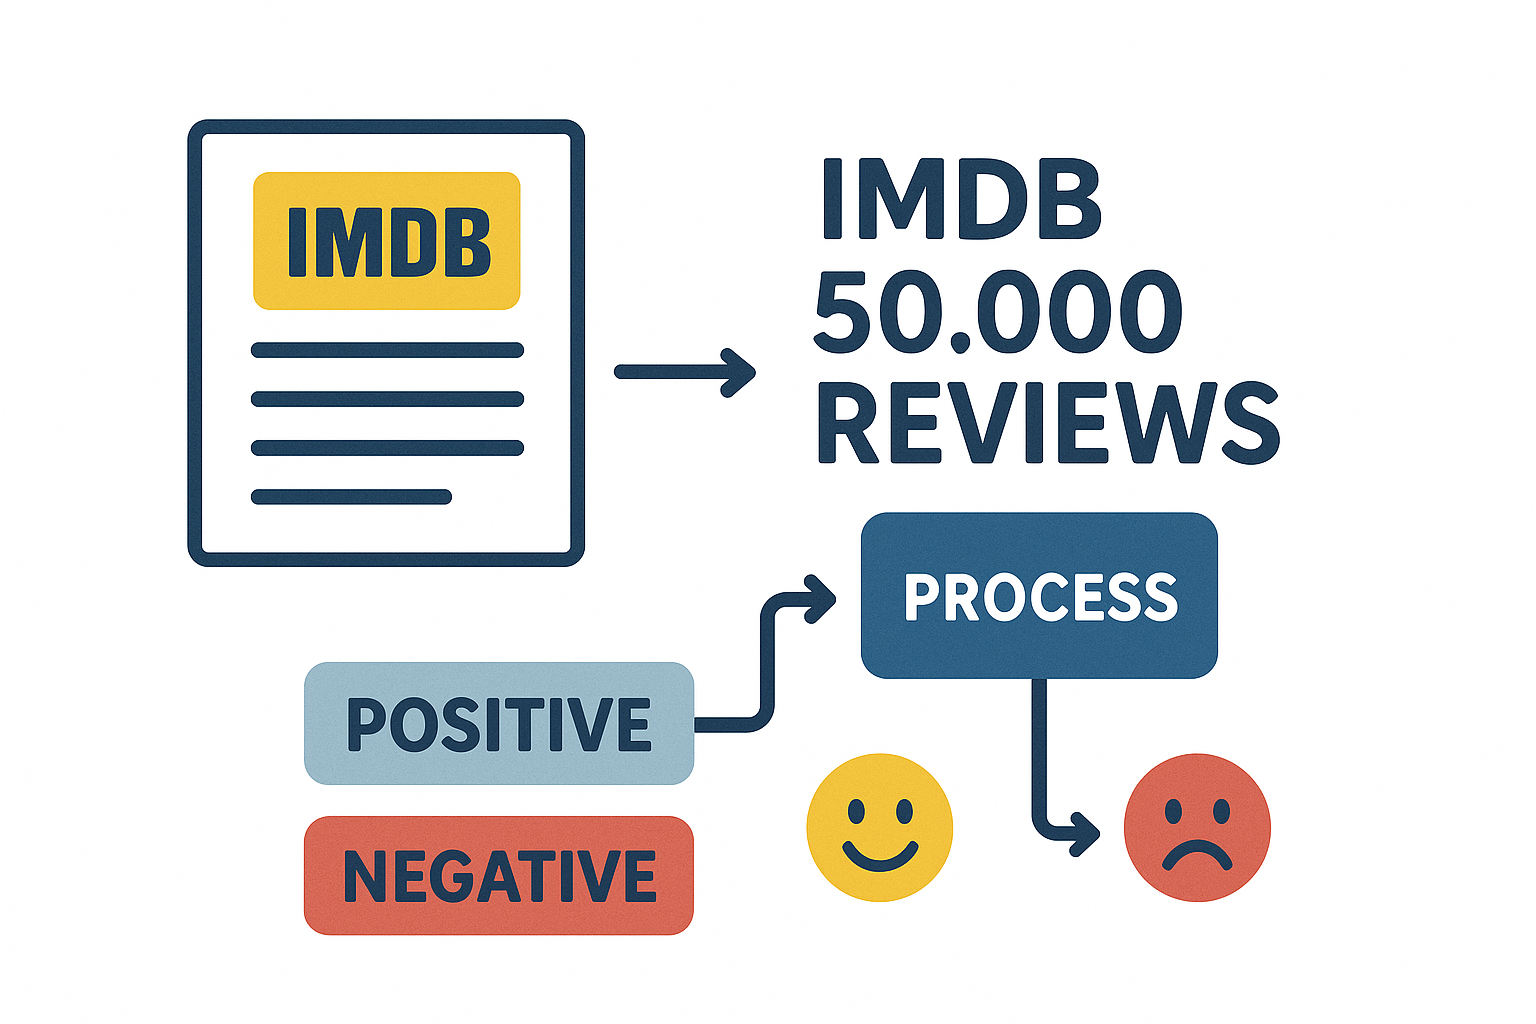 IMDB
IMDB
50.000
REVIEWS
PROCESS
POSITIVE
NEGATIVE